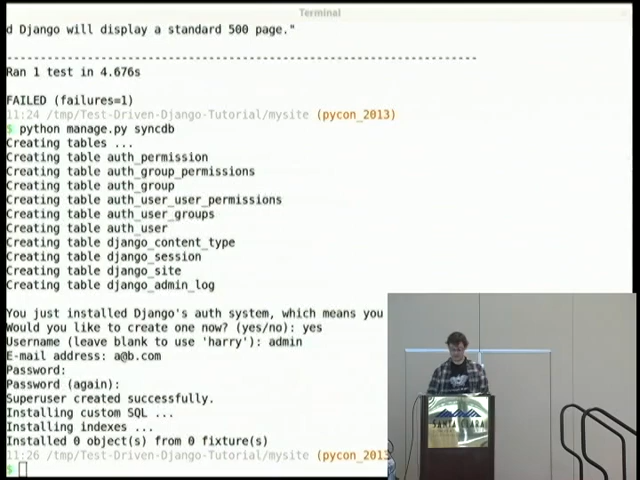 Terminal
d Django will display a standard 500 page."
----------------------------------------------------------------------
Ran 1 test in 4.676s
FAILED (failures=1)
11:24 /tmp/Test-Driven-Django-Tutorial/mysite (pycon_2013)
$ python manage.py syncdb
Creating tables ...
Creating table auth_permission
Creating table auth_group_permissions
Creating table auth_group
Creating table auth_user_user_permissions
Creating table auth_user_groups
Creating table auth_user
Creating table django_content_type
Creating table django_session
Creating table django_site
Creating table django_admin_log
You just installed Django's auth system, which means you
Would you like to create one now? (yes/no): yes
Username (leave blank to use 'harry'): admin
E-mail address: a@b.com
Password:
Password (again):
Superuser created successfully.
Installing custom SQL ...
Installing indexes ...
Installed 0 object(s) from 0 fixture(s)
11:26 /tmp/Test-Driven-Django-Tutorial/mysite (pycon_2013
$
SANTA CLARA